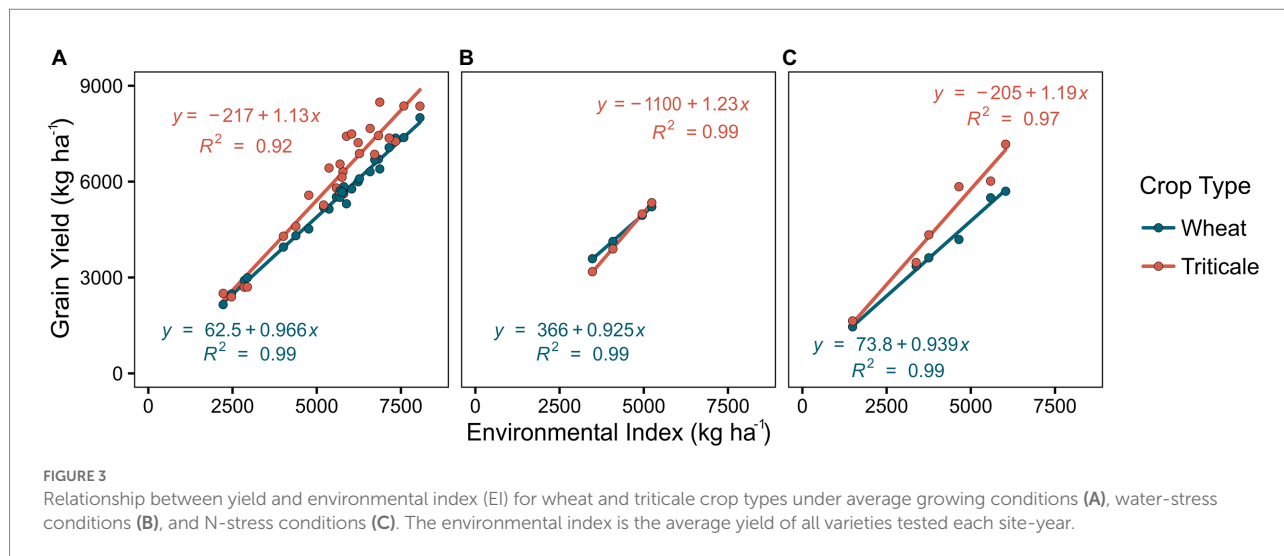 A
B
C
9000
6000
3000
0
Grain Yield (kg ha⁻¹)
y = −217 + 1.13x
R² = 0.92
y = 62.5 + 0.966x
R² = 0.99
y = −1100 + 1.23x
R² = 0.99
y = 366 + 0.925x
R² = 0.99
y = −205 + 1.19x
R² = 0.97
y = 73.8 + 0.939x
R² = 0.99
0 2500 5000 7500
0 2500 5000 7500
0 2500 5000 7500
Environmental Index (kg ha⁻¹)
Crop Type
Wheat
Triticale
FIGURE 3
Relationship between yield and environmental index (EI) for wheat and triticale crop types under average growing conditions (A), water-stress
conditions (B), and N-stress conditions (C). The environmental index is the average yield of all varieties tested each site-year.